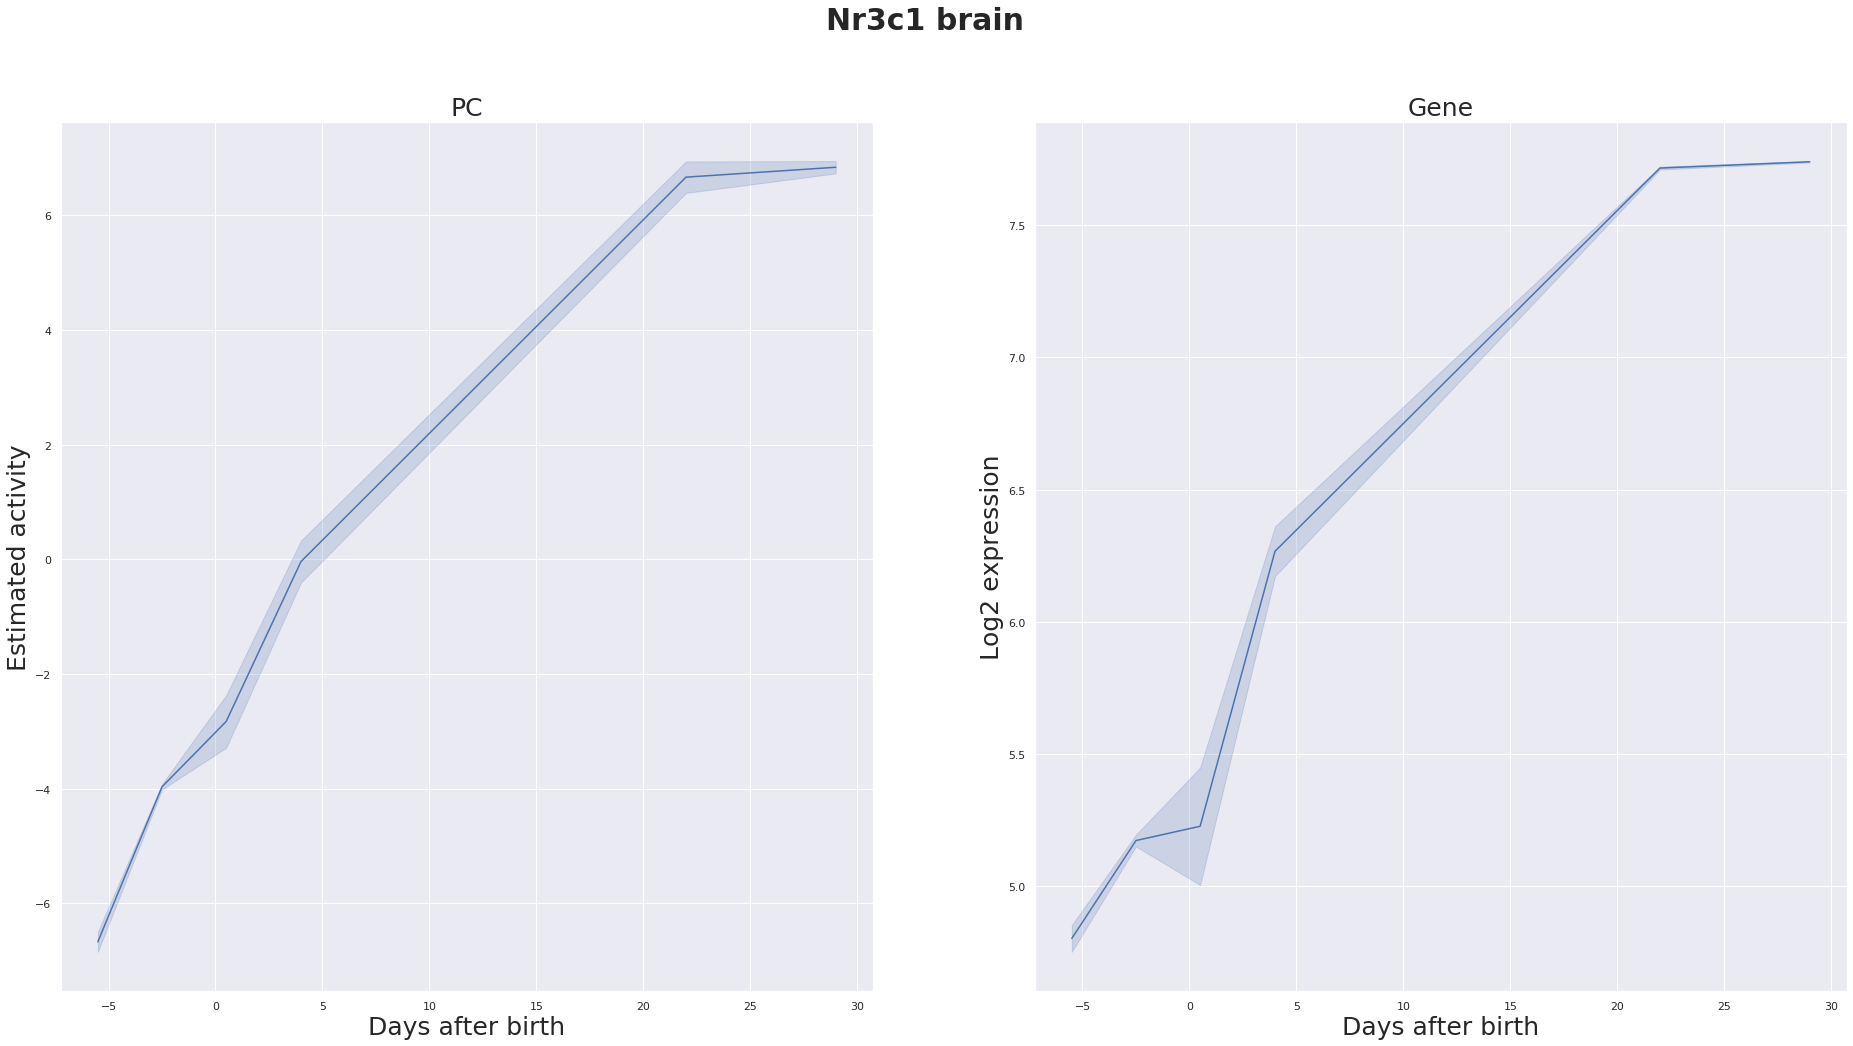 Nr3c1 brain
PC
Estimated activity
6
4
2
0
−2
−4
−6
−5 0 5 10 15 20 25 30
Days after birth
Gene
Log2 expression
7.5
7.0
6.5
6.0
5.5
5.0
−5 0 5 10 15 20 25 30
Days after birth